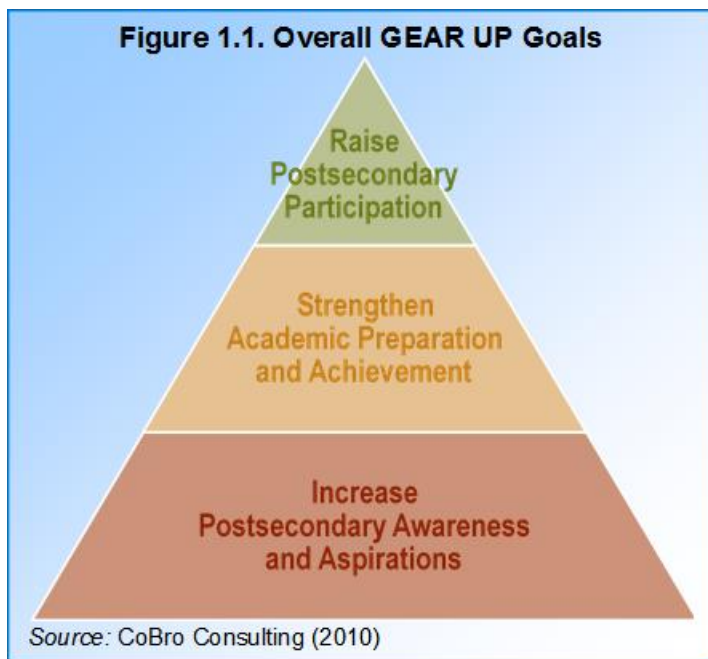 Figure 1.1. Overall GEAR UP Goals
Raise
Postsecondary
Participation
Strengthen
Academic Preparation
and Achievement
Increase
Postsecondary Awareness
and Aspirations
Source: CoBro Consulting (2010)